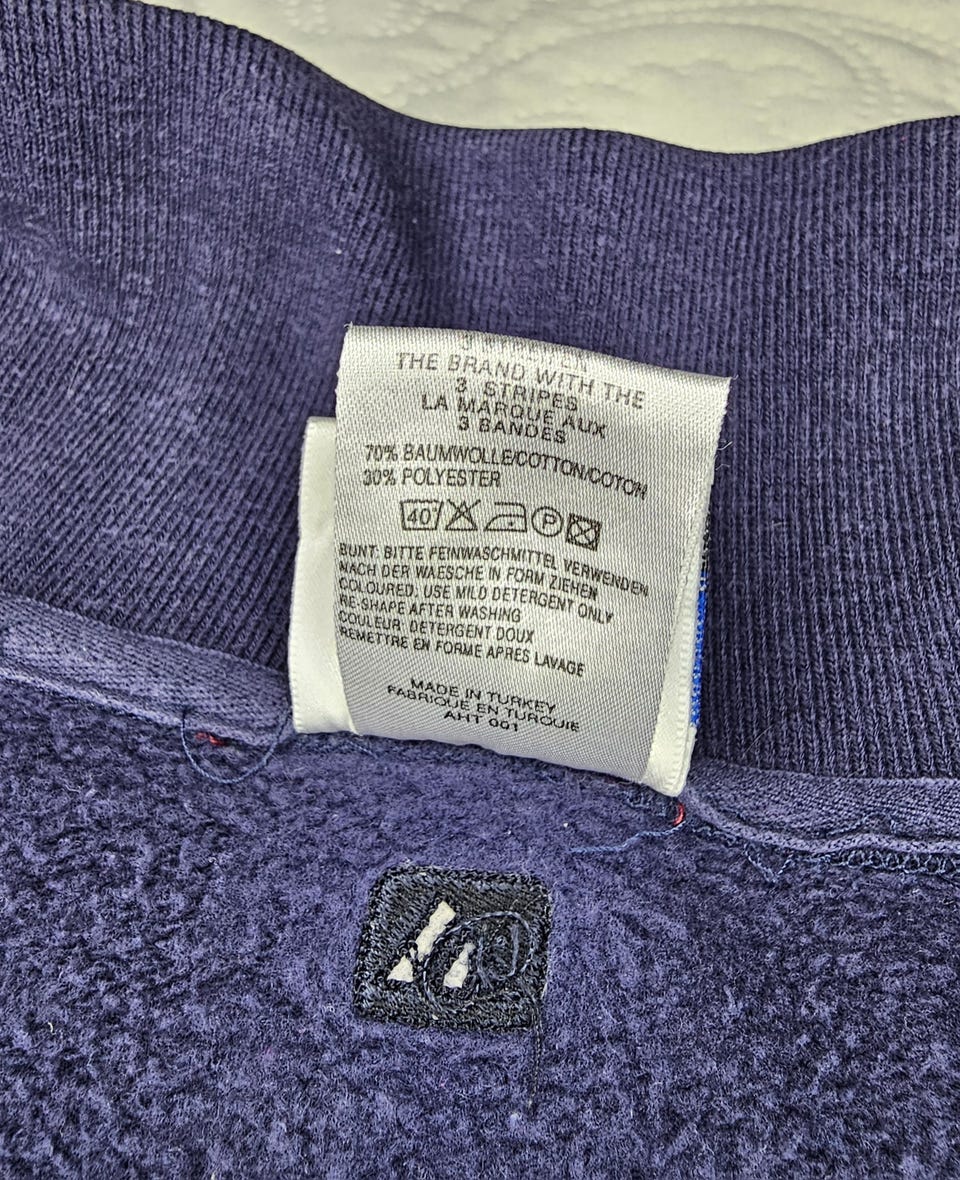 THE BRAND WITH THE
3 STRIPES
LA MARQUE AUX
3 BANDES
70% BAUMWOLLE/COTTON/COTON
30% POLYESTER
40 P
BUNT: BITTE FEINWASCHMITTEL VERWENDEN
NACH DER WAESCHE IN FORM ZIEHEN
COLOURED: USE MILD DETERGENT ONLY
RE-SHAPE AFTER WASHING
COULEUR: DETERGENT DOUX
REMETTRE EN FORME APRES LAVAGE
MADE IN TURKEY
FABRIQUE EN TURQUIE
AHT 001